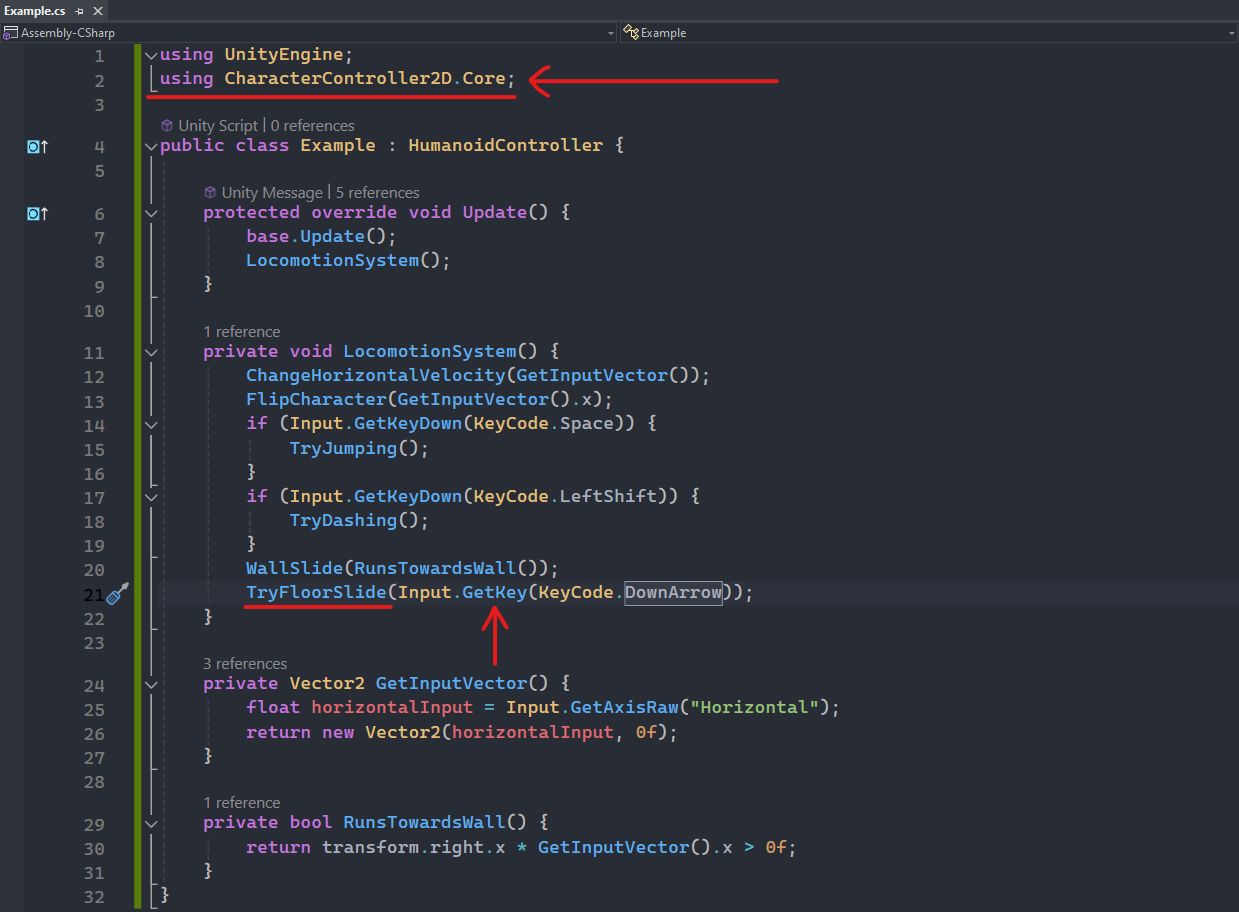 Example.cs
Assembly-CSharp
Example
1 using UnityEngine;
2 using CharacterController2D.Core;
3
Unity Script | 0 references
4 public class Example : HumanoidController {
5
Unity Message | 5 references
6 protected override void Update() {
7 base.Update();
8 LocomotionSystem();
9 }
10
1 reference
11 private void LocomotionSystem() {
12 ChangeHorizontalVelocity(GetInputVector());
13 FlipCharacter(GetInputVector().x);
14 if (Input.GetKeyDown(KeyCode.Space)) {
15 TryJumping();
16 }
17 if (Input.GetKeyDown(KeyCode.LeftShift)) {
18 TryDashing();
19 }
20 WallSlide(RunsTowardsWall());
21 TryFloorSlide(Input.GetKey(KeyCode.DownArrow));
22 }
23
3 references
24 private Vector2 GetInputVector() {
25 float horizontalInput = Input.GetAxisRaw("Horizontal");
26 return new Vector2(horizontalInput, 0f);
27 }
28
1 reference
29 private bool RunsTowardsWall() {
30 return transform.right.x * GetInputVector().x > 0f;
31 }
32 }